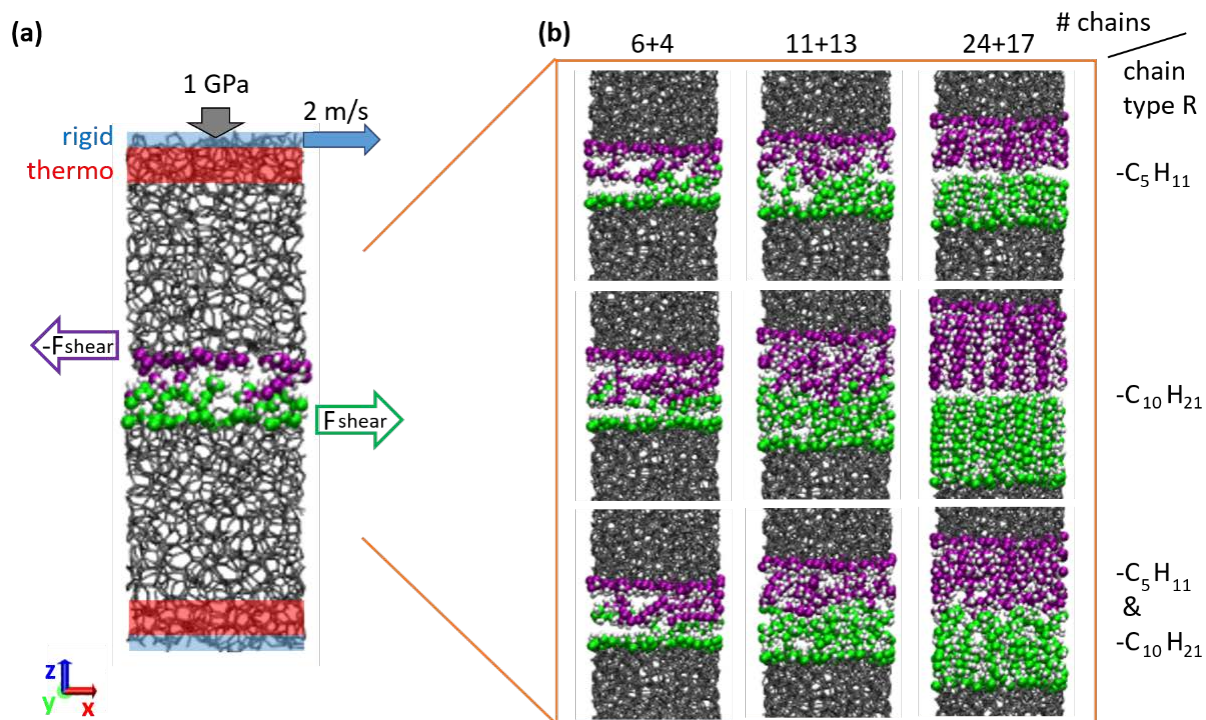 (a)
1 GPa
2 m/s
rigid
thermo
-Fshear
Fshear
z
y
x
(b)
# chains
6+4
11+13
24+17
chain
type R
-C₅H₁₁
-C₁₀H₂₁
-C₅H₁₁
&
-C₁₀H₂₁